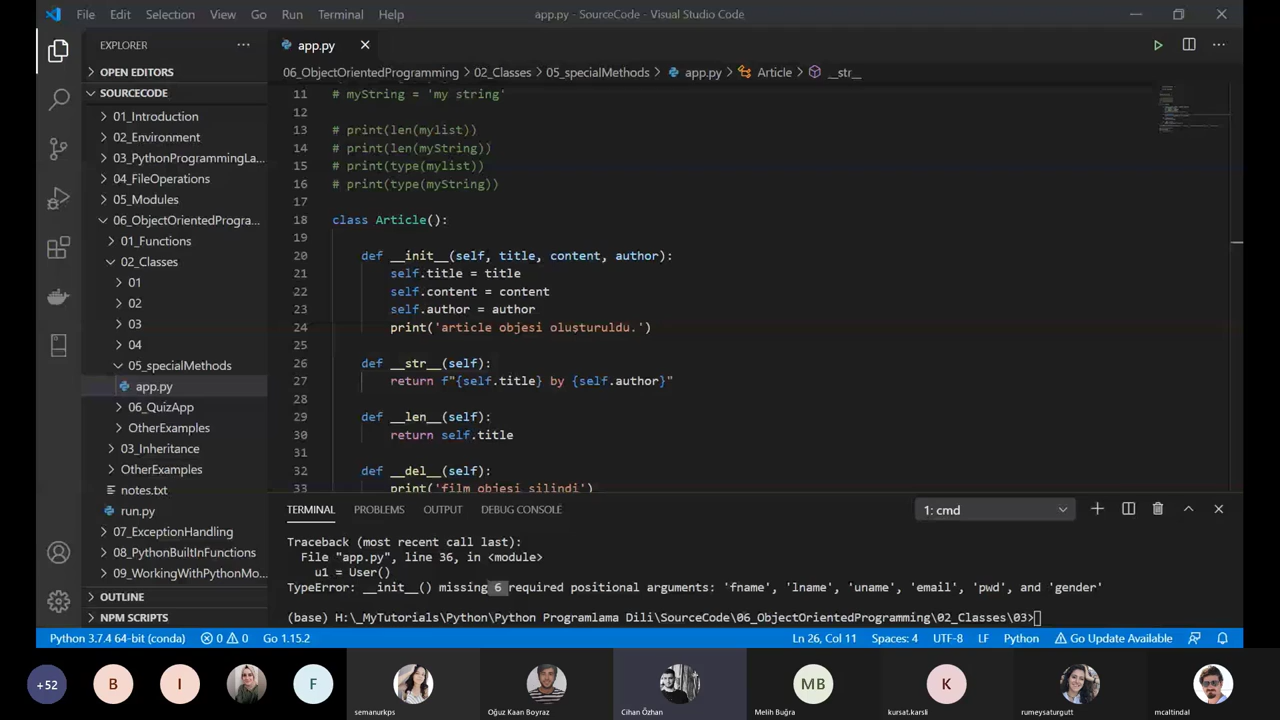 File Edit Selection View Go Run Terminal Help
app.py - SourceCode - Visual Studio Code
EXPLORER
OPEN EDITORS
SOURCECODE
01_Introduction
02_Environment
03_PythonProgrammingLa...
04_FileOperations
05_Modules
06_ObjectOrientedProgra...
01_Functions
02_Classes
01
02
03
04
05_specialMethods
app.py
06_QuizApp
OtherExamples
03_Inheritance
OtherExamples
notes.txt
run.py
07_ExceptionHandling
08_PythonBuiltInFunctions
09_WorkingWithPythonMo...
OUTLINE
NPM SCRIPTS
app.py
06_ObjectOrientedProgramming > 02_Classes > 05_specialMethods > app.py > Article > __str__
11 # myString = 'my string'
12
13 # print(len(mylist))
14 # print(len(myString))
15 # print(type(mylist))
16 # print(type(myString))
17
18 class Article():
19
20 def __init__(self, title, content, author):
21 self.title = title
22 self.content = content
23 self.author = author
24 print('article objesi oluşturuldu.')
25
26 def __str__(self):
27 return f"{self.title} by {self.author}"
28
29 def __len__(self):
30 return self.title
31
32 def __del__(self):
33 print('film objesi silindi')
TERMINAL PROBLEMS OUTPUT DEBUG CONSOLE
1: cmd
Traceback (most recent call last):
File "app.py", line 36, in <module>
u1 = User()
TypeError: __init__() missing 6 required positional arguments: 'fname', 'lname', 'uname', 'email', 'pwd', and 'gender'
(base) H:\_MyTutorials\Python\Python Programlama Dili\SourceCode\06_ObjectOrientedProgramming\02_Classes\03>
Python 3.7.4 64-bit (conda) 0 0 Go 1.15.2 Ln 26, Col 11 Spaces: 4 UTF-8 LF Python Go Update Available
+52 B I F MB K
semanurkps Oğuz Kaan Boyraz Cihan Özhan Melih Buğra kursat.karsli rumeysaturgutt mcaltindal